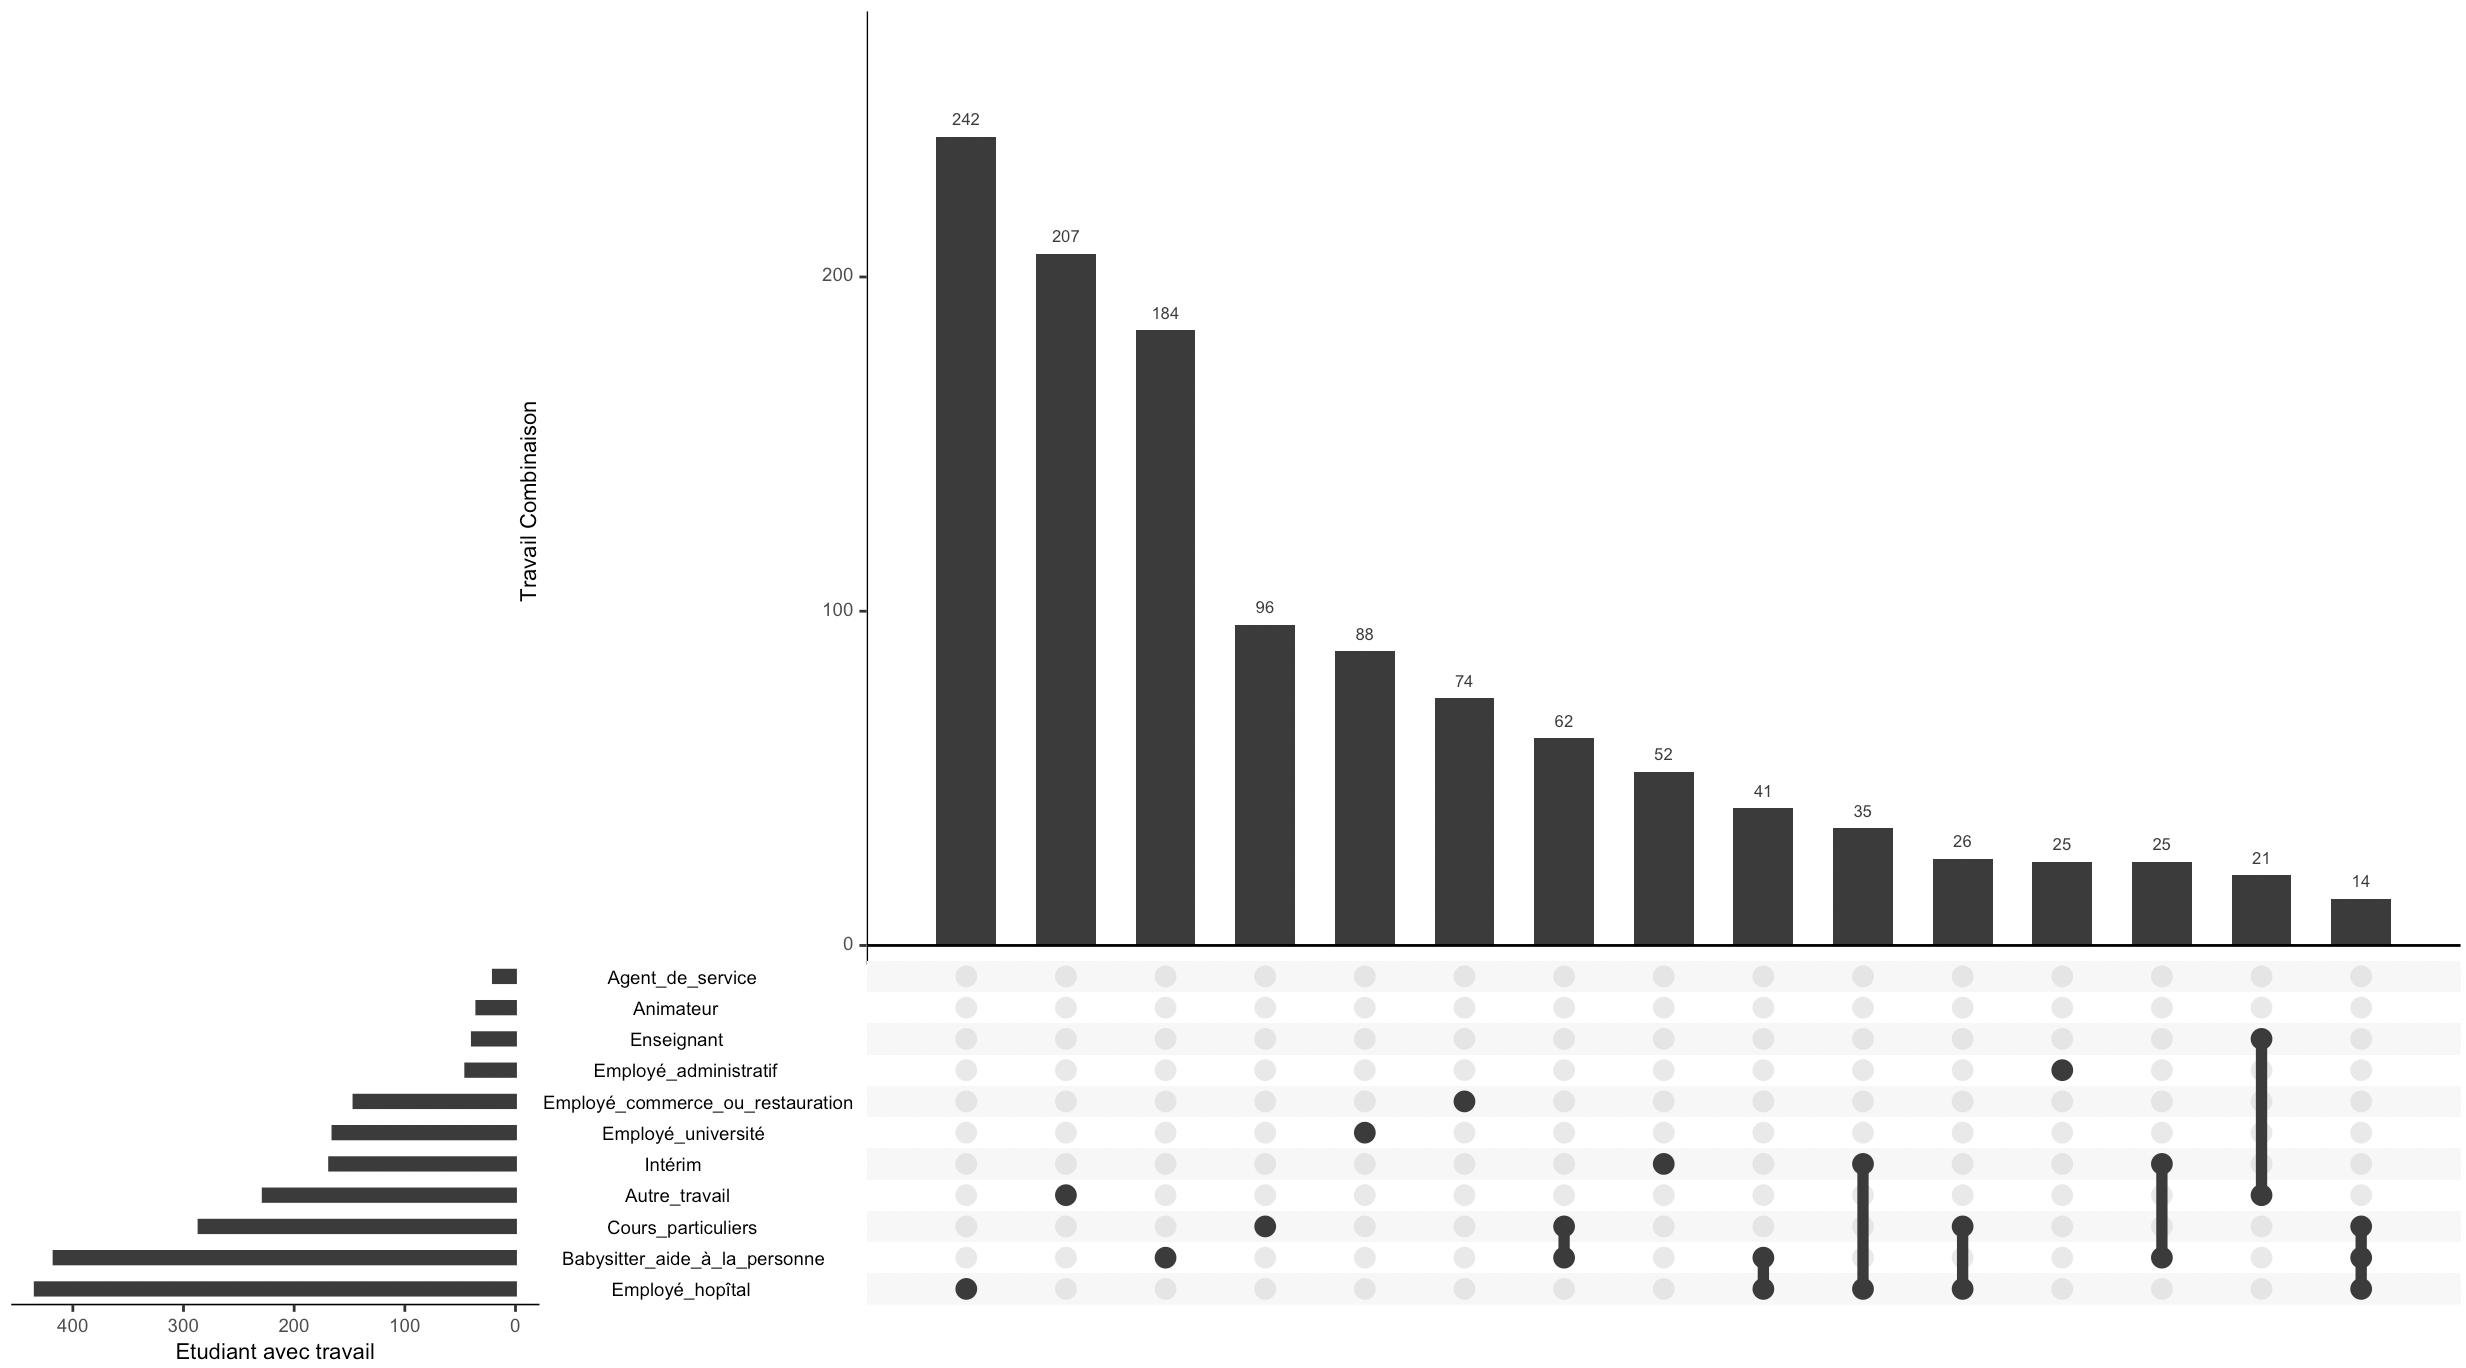 242
207
184
96
88
74
62
52
41
35
26
25
25
21
14
200
100
0
Travail Combinaison
Agent_de_service
Animateur
Enseignant
Employé_administratif
Employé_commerce_ou_restauration
Employé_université
Intérim
Autre_travail
Cours_particuliers
Babysitter_aide_à_la_personne
Employé_hopîtal
400 300 200 100 0
Etudiant avec travail